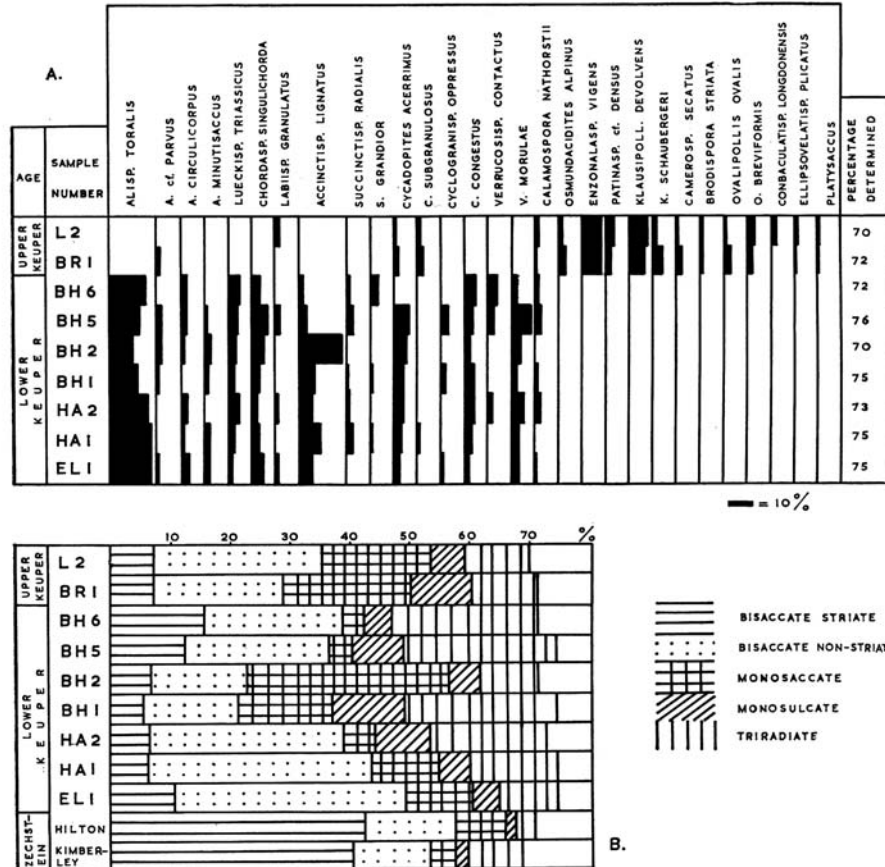 A.
AGE
SAMPLE NUMBER
ALISP. TORALIS
A. cf. PARVUS
A. CIRCULICORPUS
A. MINUTISACCUS
LUECKISP. TRIASSICUS
CHORDASP. SINGULICHORDA
LABIISP. GRANULATUS
ACCINCTISP. LIGNATUS
SUCCINCTISP. RADIALIS
S. GRANDIOR
CYCADOPITES ACERRIMUS
C. SUBGRANULOSUS
CYCLOGRANISP. OPPRESSUS
C. CONGESTUS
VERRUCOSISP. CONTACTUS
V. MORULAE
CALAMOSPORA NATHORSTII
OSMUNDACIDITES ALPINUS
ENZONALASP. VIGENS
PATINASP. cf. DENSUS
KLAUSIPOLL. DEVOLVENS
K. SCHAUBERGERI
CAMEROSP. SECATUS
BRODISPORA STRIATA
OVALIPOLLIS OVALIS
O. BREVIFORMIS
CONBACULATISP. LONGDONENSIS
ELLIPSOVELATISP. PLICATUS
PLATYSACCUS
PERCENTAGE DETERMINED
UPPER KEUPER
L2 70
BR1 72
LOWER KEUPER
BH6 72
BH5 76
BH2 70
BH1 75
HA2 73
HA1 75
EL1 75
= 10%
10 20 30 40 50 60 70 %
UPPER KEUPER
L2
BR1
LOWER KEUPER
BH6
BH5
BH2
BH1
HA2
HA1
EL1
ZECHST-EIN
HILTON
KIMBER-LEY
BISACCATE STRIATE
BISACCATE NON-STRIAT
MONOSACCATE
MONOSULCATE
TRIRADIATE
B.